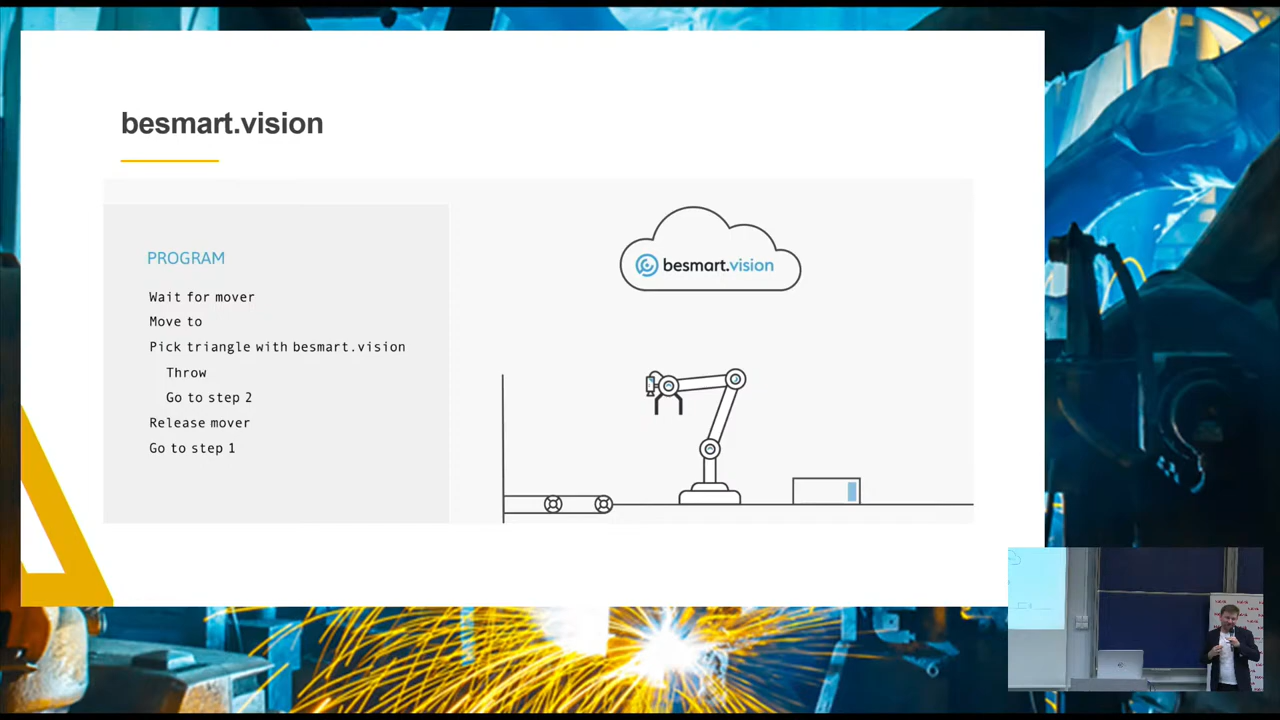 besmart.vision
PROGRAM
Wait for mover
Move to
Pick triangle with besmart.vision
Throw
Go to step 2
Release mover
Go to step 1
besmart.vision